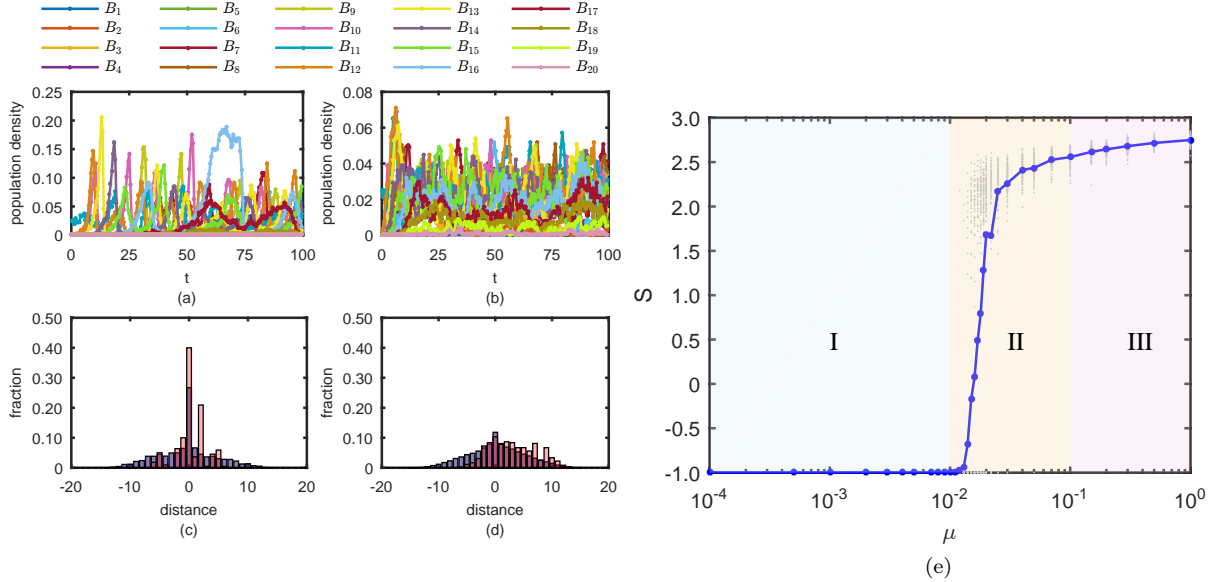 B1 B5 B9 B13 B17
B2 B6 B10 B14 B18
B3 B7 B11 B15 B19
B4 B8 B12 B16 B20
population density
0.25
0.20
0.15
0.10
0.05
0
0 25 50 75 100
t
(a)
population density
0.08
0.06
0.04
0.02
0
0 25 50 75 100
t
(b)
fraction
0.50
0.40
0.30
0.20
0.10
0
-20 -10 0 10 20
distance
(c)
fraction
0.50
0.40
0.30
0.20
0.10
0
-20 -10 0 10 20
distance
(d)
S
3.0
2.5
2.0
1.5
1.0
0.5
0
-0.5
-1.0
I II III
10^-4 10^-3 10^-2 10^-1 10^0
μ
(e)